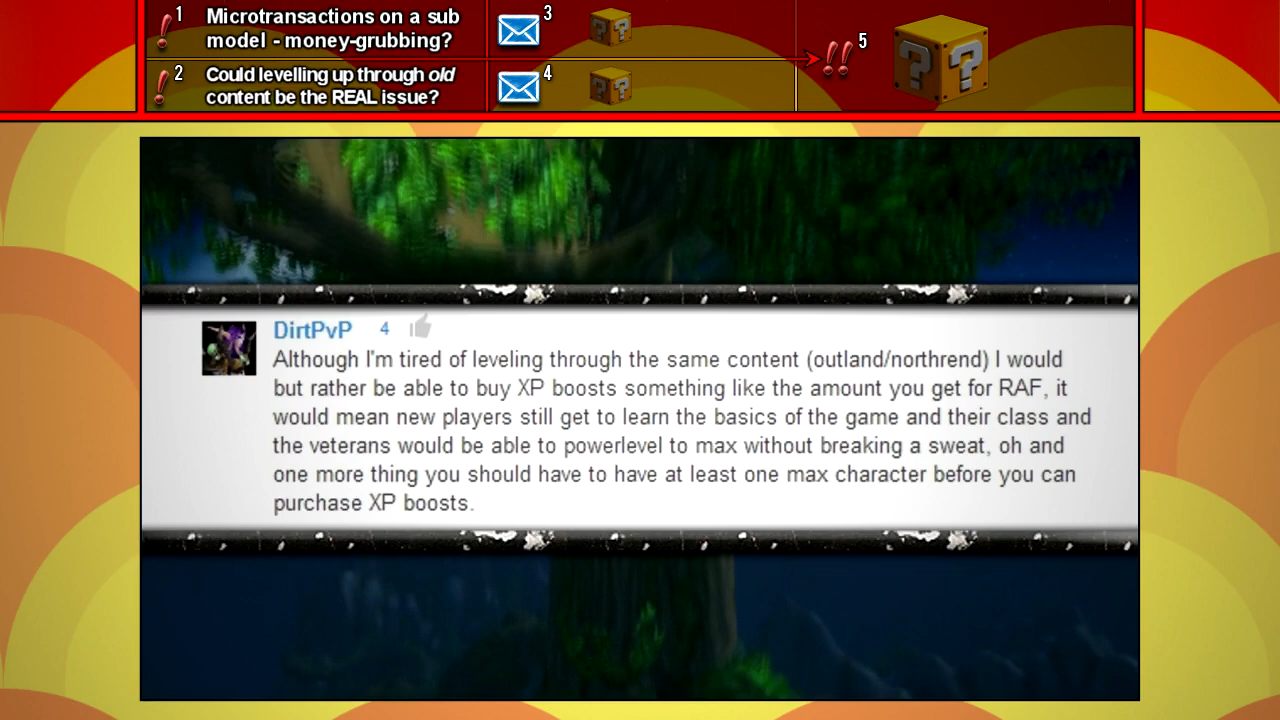 1
Microtransactions on a sub
model - money-grubbing?
2
Could levelling up through old
content be the REAL issue?
3
? ?
4
? ?
!! 5
? ?
DirtPvP 4
Although I'm tired of leveling through the same content (outland/northrend) I would
but rather be able to buy XP boosts something like the amount you get for RAF, it
would mean new players still get to learn the basics of the game and their class and
the veterans would be able to powerlevel to max without breaking a sweat, oh and
one more thing you should have to have at least one max character before you can
purchase XP boosts.